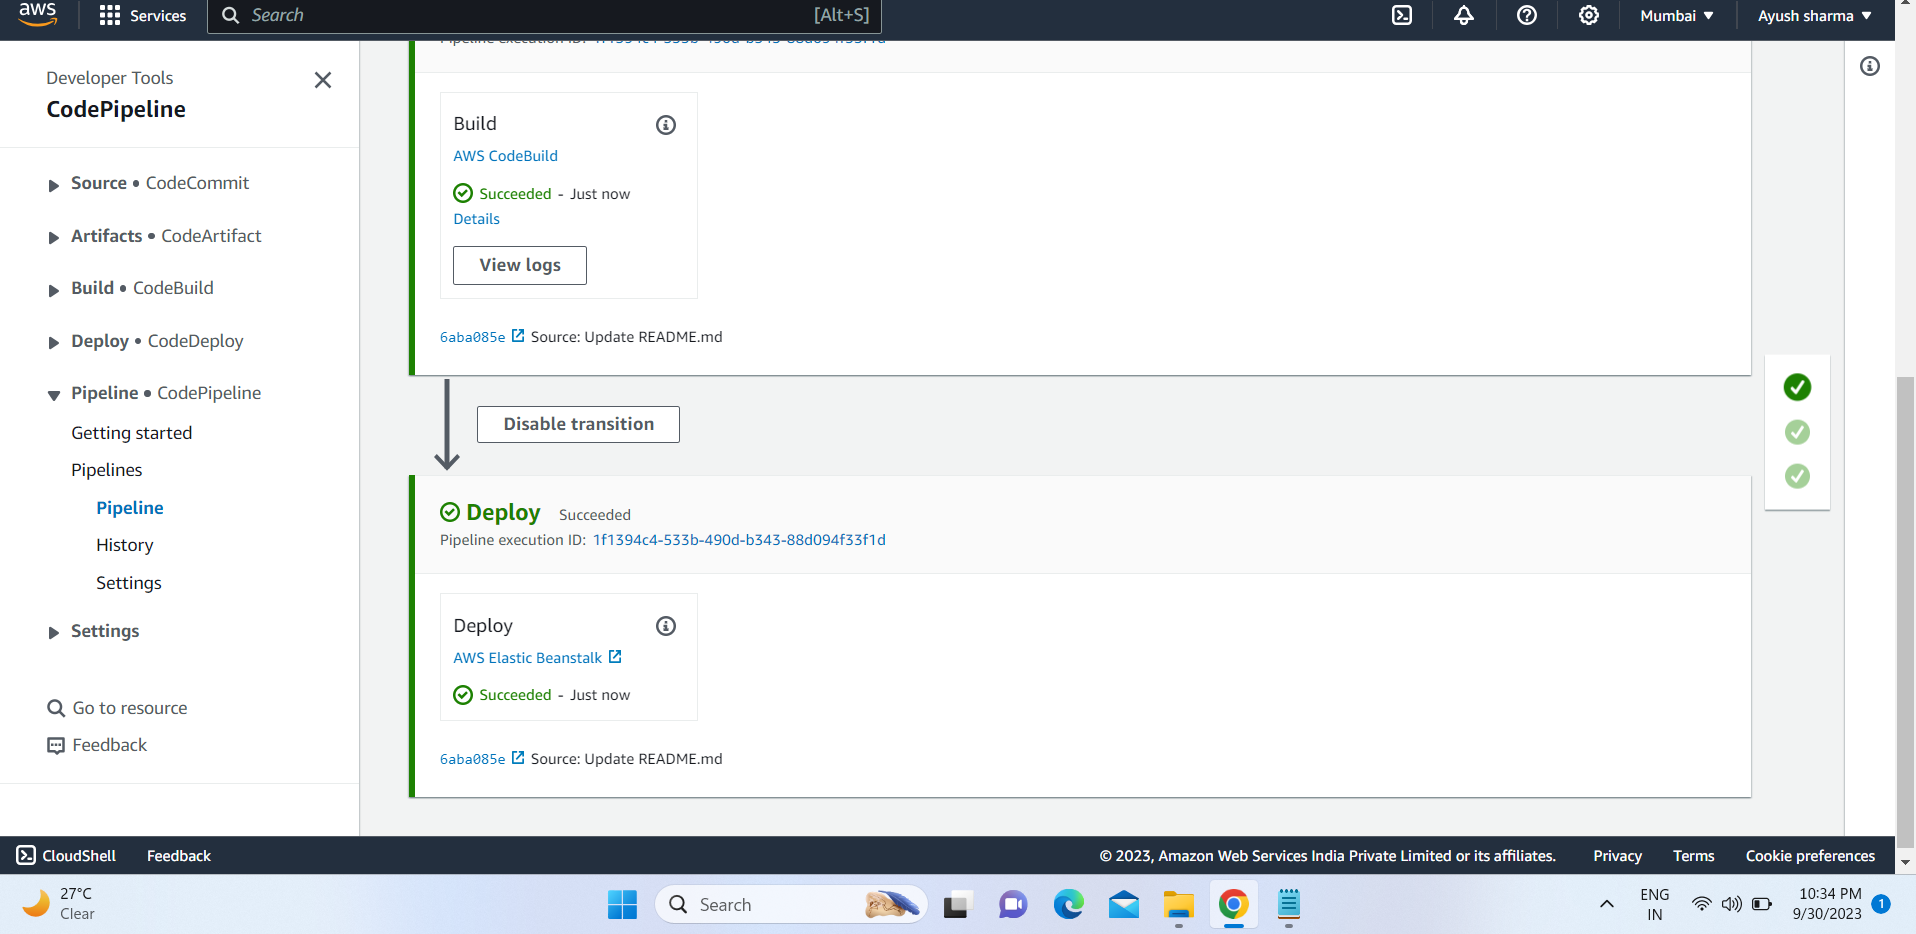 aws
Services
Search
[Alt+S]
Mumbai ▼
Ayush sharma ▼
Developer Tools
CodePipeline
Source • CodeCommit
Artifacts • CodeArtifact
Build • CodeBuild
Deploy • CodeDeploy
Pipeline • CodePipeline
Getting started
Pipelines
Pipeline
History
Settings
Settings
Go to resource
Feedback
Pipeline execution ID: 1f1394c4-533b-490d-b343-88d094f33f1d
Build
AWS CodeBuild
Succeeded - Just now
Details
View logs
6aba085e Source: Update README.md
Disable transition
Deploy Succeeded
Pipeline execution ID: 1f1394c4-533b-490d-b343-88d094f33f1d
Deploy
AWS Elastic Beanstalk
Succeeded - Just now
6aba085e Source: Update README.md
CloudShell
Feedback
© 2023, Amazon Web Services India Private Limited or its affiliates.
Privacy
Terms
Cookie preferences
27°C
Clear
Search
ENG
IN
10:34 PM
9/30/2023
1